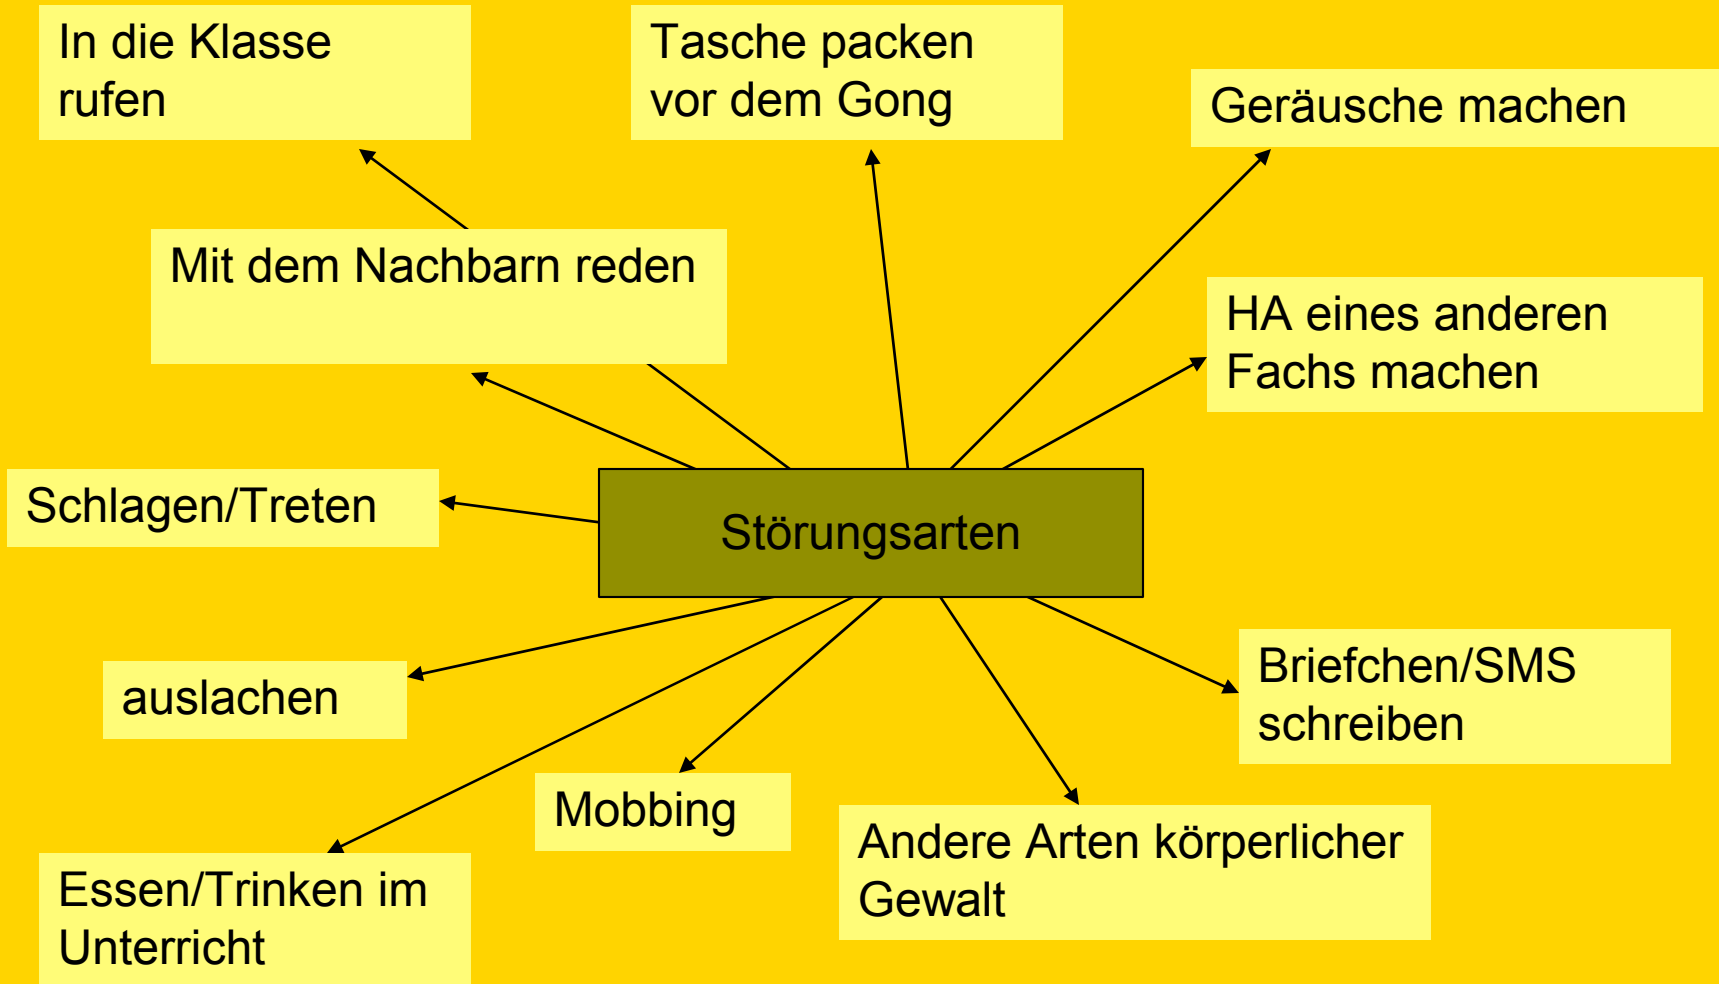 In die Klasse
rufen
Tasche packen
vor dem Gong
Geräusche machen
Mit dem Nachbarn reden
HA eines anderen
Fachs machen
Schlagen/Treten
Störungsarten
auslachen
Briefchen/SMS
schreiben
Mobbing
Andere Arten körperlicher
Gewalt
Essen/Trinken im
Unterricht